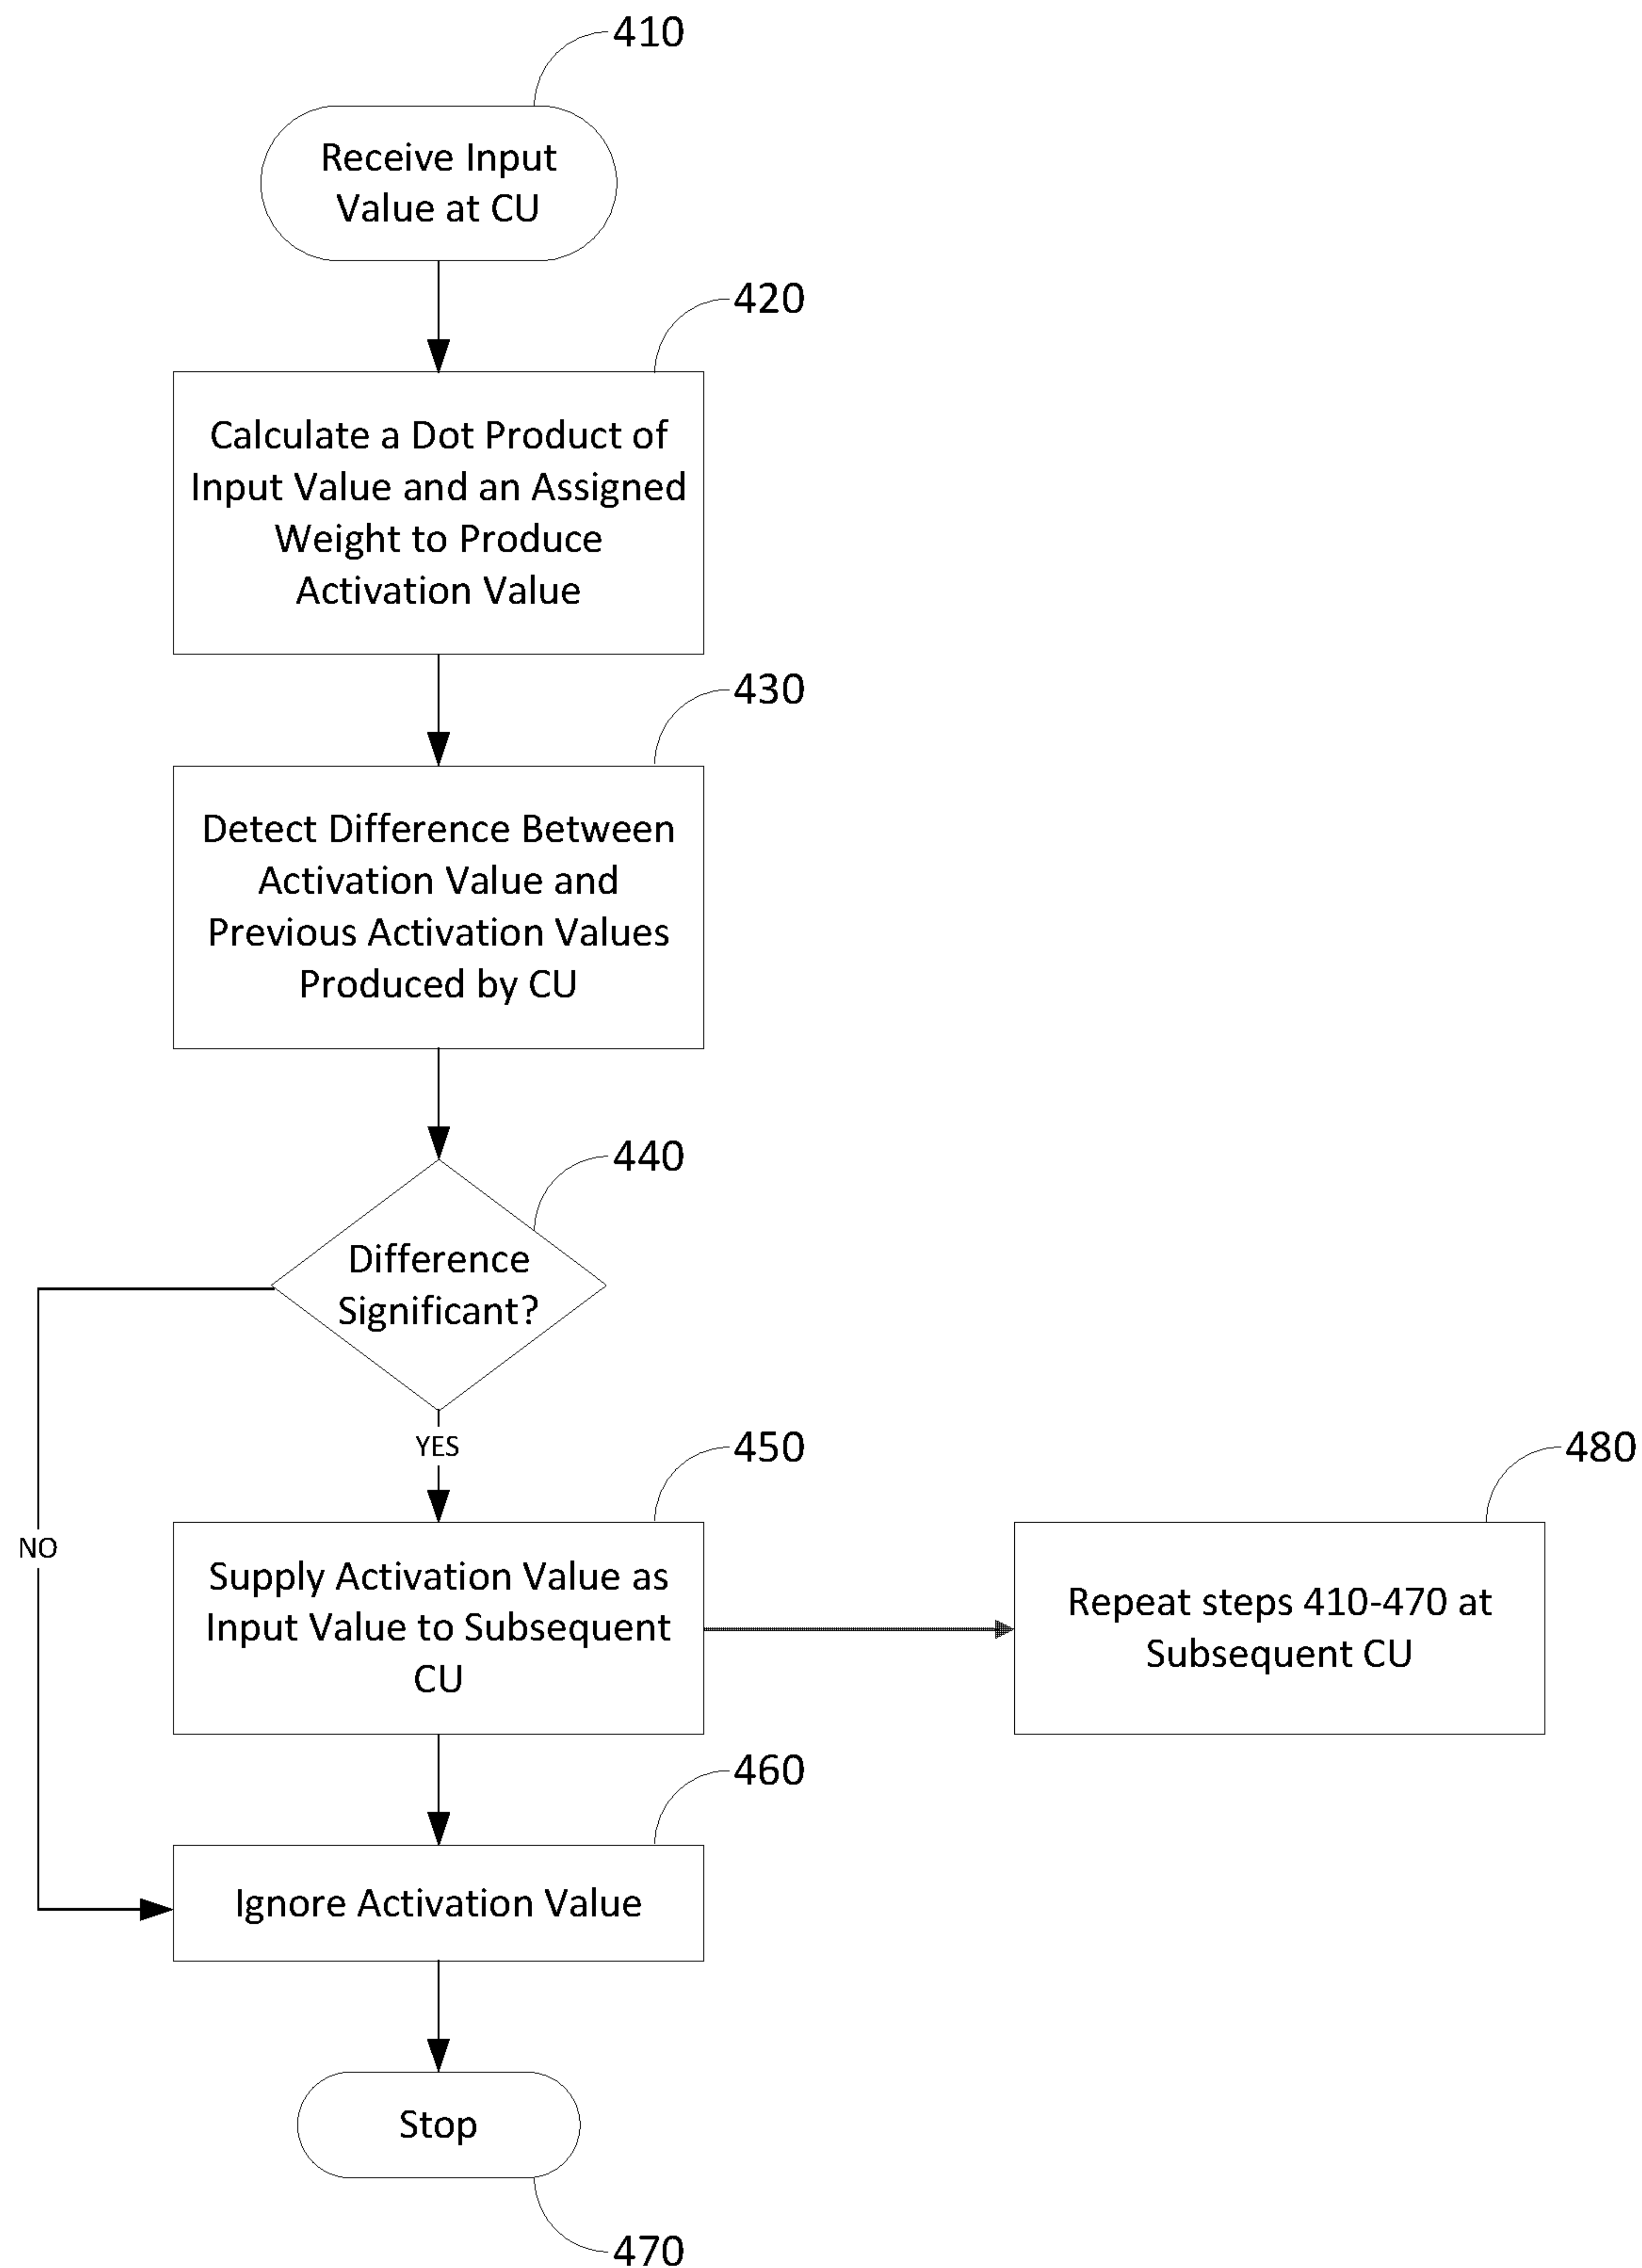 410
Receive Input
Value at CU
420
Calculate a Dot Product of
Input Value and an Assigned
Weight to Produce
Activation Value
430
Detect Difference Between
Activation Value and
Previous Activation Values
Produced by CU
440
Difference
Significant?
YES
NO
450
Supply Activation Value as
Input Value to Subsequent
CU
480
Repeat steps 410-470 at
Subsequent CU
460
Ignore Activation Value
Stop
470